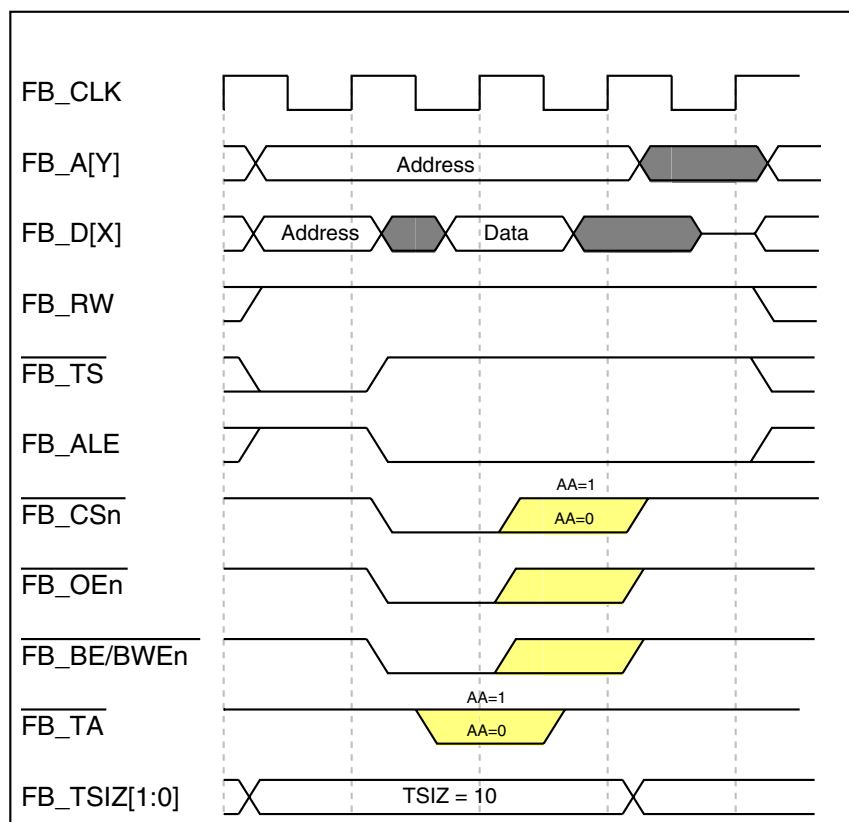 FB_CLK
FB_A[Y]
Address
FB_D[X]
Address
Data
FB_RW
FB_TS
FB_ALE
AA=1
FB_CSn
AA=0
FB_OEn
FB_BE/BWEn
AA=1
FB_TA
AA=0
FB_TSIZ[1:0]
TSIZ = 10